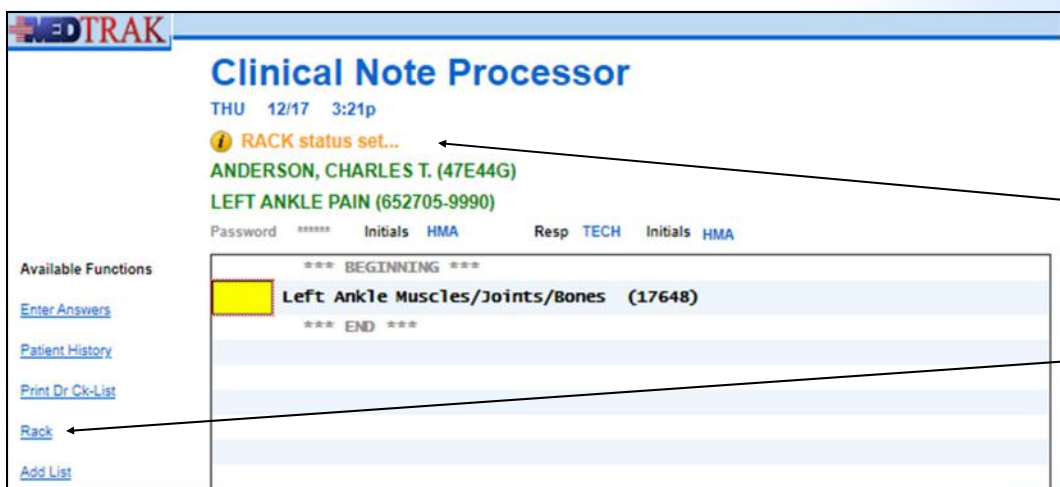 MEDTRAK
Clinical Note Processor
THU 12/17 3:21p
i RACK status set...
ANDERSON, CHARLES T. (47E44G)
LEFT ANKLE PAIN (652705-9990)
Password ****** Initials HMA Resp TECH Initials HMA
Available Functions
Enter Answers
Patient History
Print Dr Ck-List
Rack
Add List
*** BEGINNING ***
Left Ankle Muscles/Joints/Bones (17648)
*** END ***